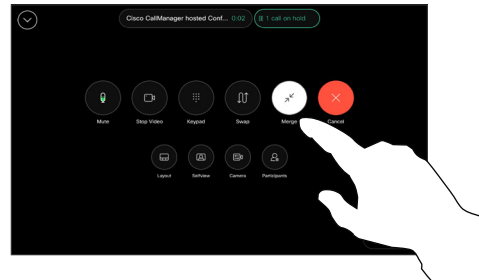 Cisco CallManager hosted Conf... 0:02 1 call on hold
Mute Stop Video Keypad Swap Merge Cancel
Layout Selfview Camera Participants